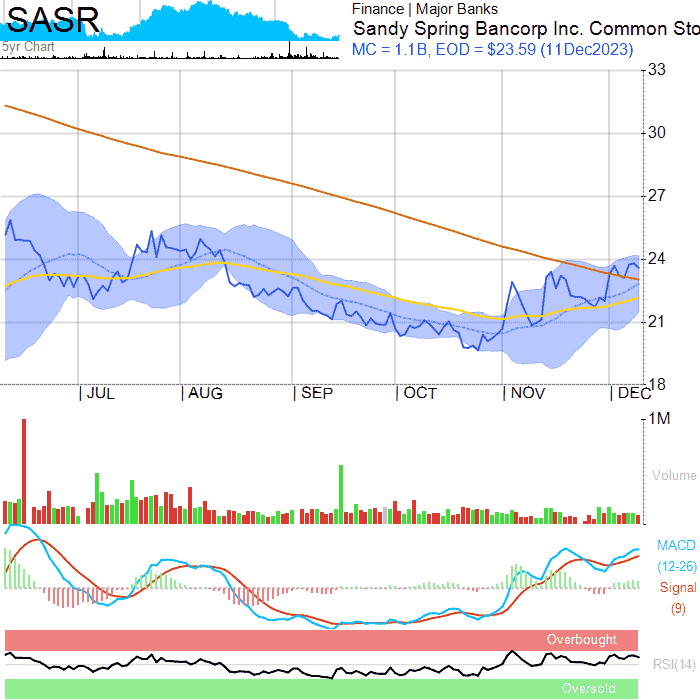 SASR
5yr Chart
Finance | Major Banks
Sandy Spring Bancorp Inc. Common Sto
MC = 1.1B, EOD = $23.59 (11Dec2023)
33
30
27
24
21
18
JUL AUG SEP OCT NOV DEC
1M
Volume
MACD
(12-26)
Signal
(9)
Overbought
RSI(14)
Oversold